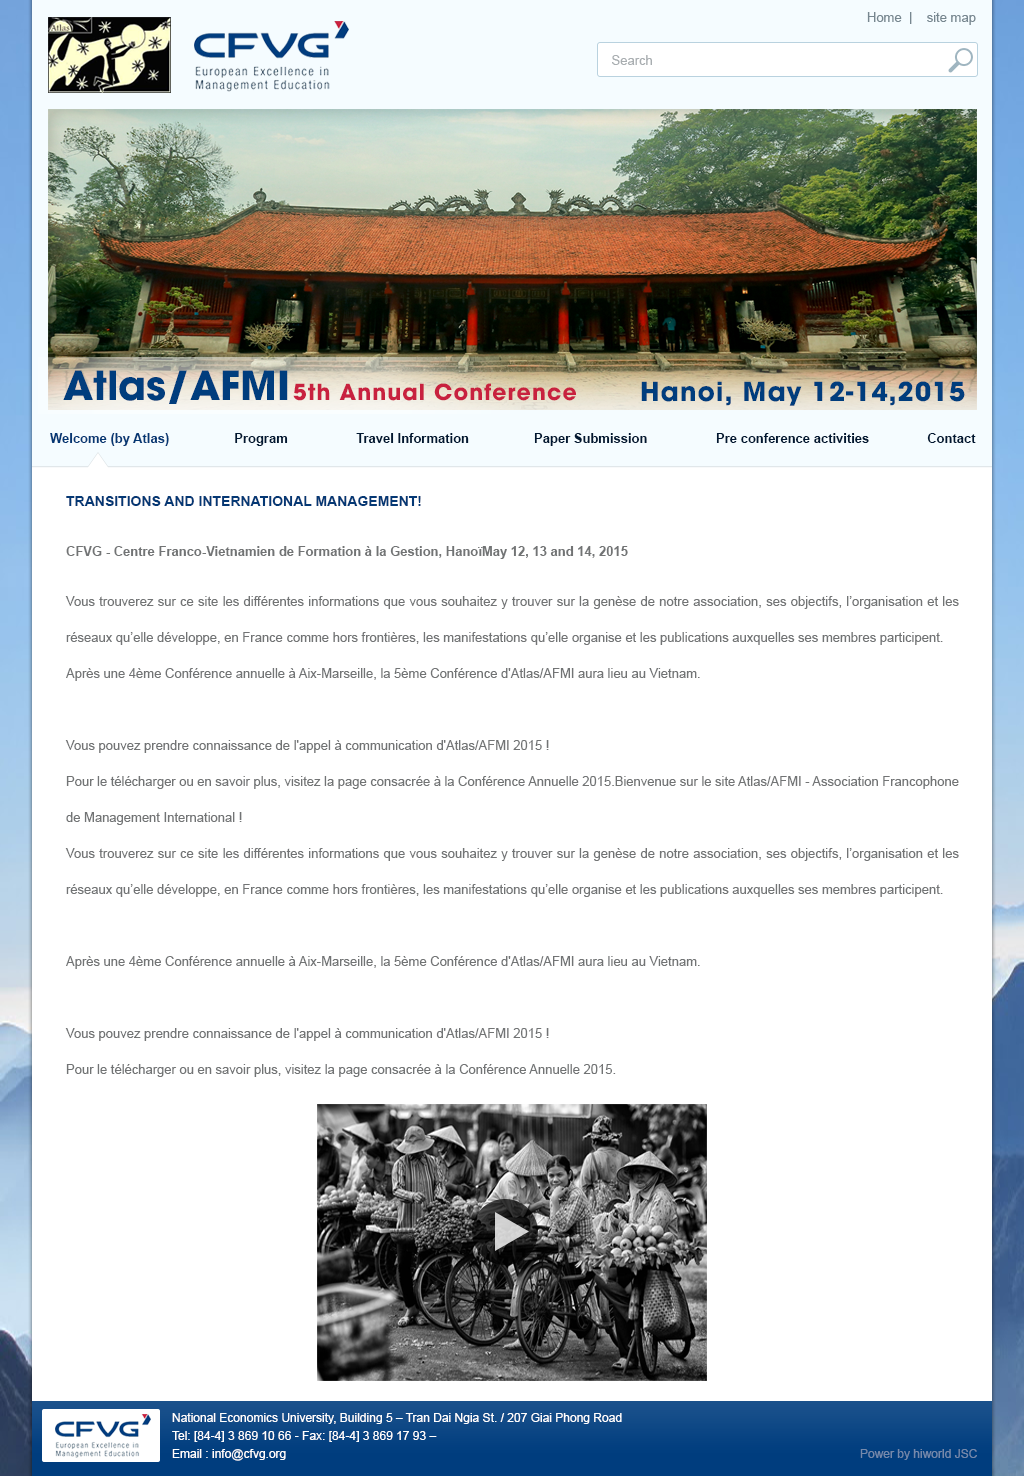 Home | site map
Atlas
CFVG
European Excellence in
Management Education
Search
Atlas/AFMI 5th Annual Conference Hanoi, May 12-14,2015
Welcome (by Atlas) Program Travel Information Paper Submission Pre conference activities Contact
TRANSITIONS AND INTERNATIONAL MANAGEMENT!
CFVG - Centre Franco-Vietnamien de Formation à la Gestion, HanoïMay 12, 13 and 14, 2015
Vous trouverez sur ce site les différentes informations que vous souhaitez y trouver sur la genèse de notre association, ses objectifs, l’organisation et les
réseaux qu’elle développe, en France comme hors frontières, les manifestations qu’elle organise et les publications auxquelles ses membres participent.
Après une 4ème Conférence annuelle à Aix-Marseille, la 5ème Conférence d'Atlas/AFMI aura lieu au Vietnam.
Vous pouvez prendre connaissance de l'appel à communication d'Atlas/AFMI 2015 !
Pour le télécharger ou en savoir plus, visitez la page consacrée à la Conférence Annuelle 2015.Bienvenue sur le site Atlas/AFMI - Association Francophone
de Management International !
Vous trouverez sur ce site les différentes informations que vous souhaitez y trouver sur la genèse de notre association, ses objectifs, l’organisation et les
réseaux qu’elle développe, en France comme hors frontières, les manifestations qu’elle organise et les publications auxquelles ses membres participent.
Après une 4ème Conférence annuelle à Aix-Marseille, la 5ème Conférence d'Atlas/AFMI aura lieu au Vietnam.
Vous pouvez prendre connaissance de l'appel à communication d'Atlas/AFMI 2015 !
Pour le télécharger ou en savoir plus, visitez la page consacrée à la Conférence Annuelle 2015.
CFVG
European Excellence in
Management Education
National Economics University, Building 5 – Tran Dai Ngia St. / 207 Giai Phong Road
Tel: [84-4] 3 869 10 66 - Fax: [84-4] 3 869 17 93 –
Email : info@cfvg.org
Power by hiworld JSC